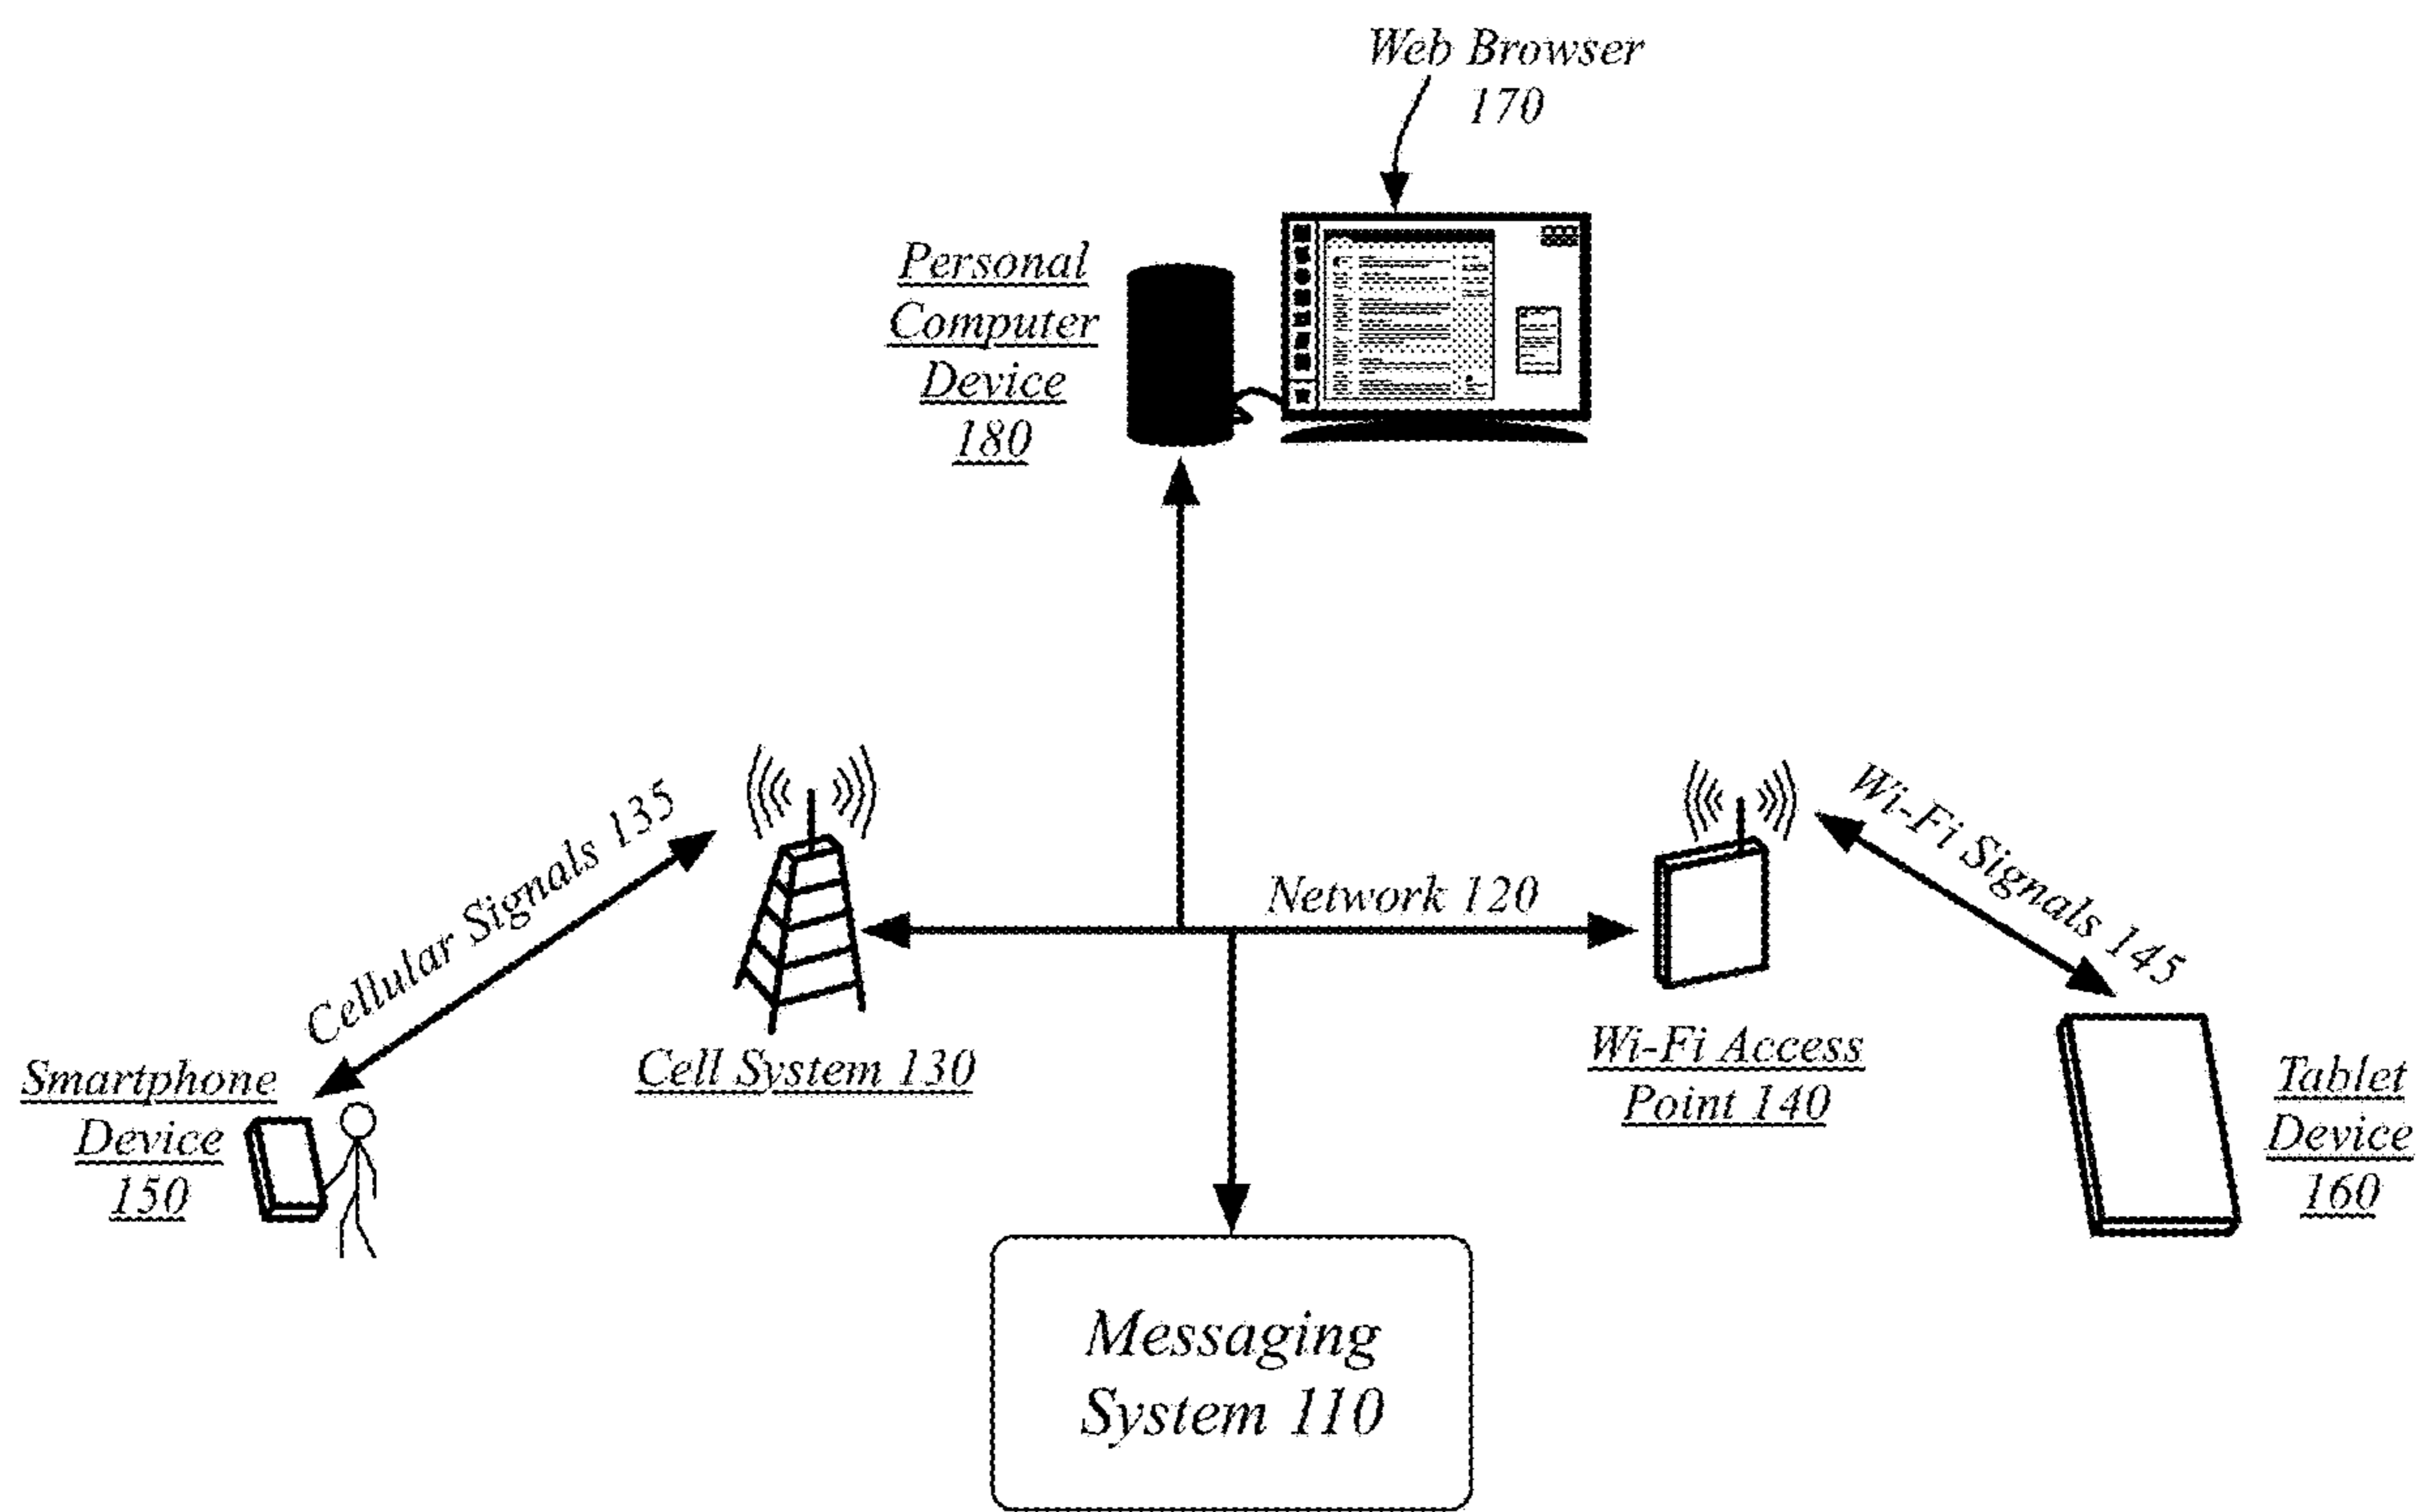 Web Browser
170
Personal
Computer
Device
180
Cellular Signals 135
Wi-Fi Signals 145
Network 120
Smartphone
Device
150
Cell System 130
Wi-Fi Access
Point 140
Tablet
Device
160
Messaging
System 110